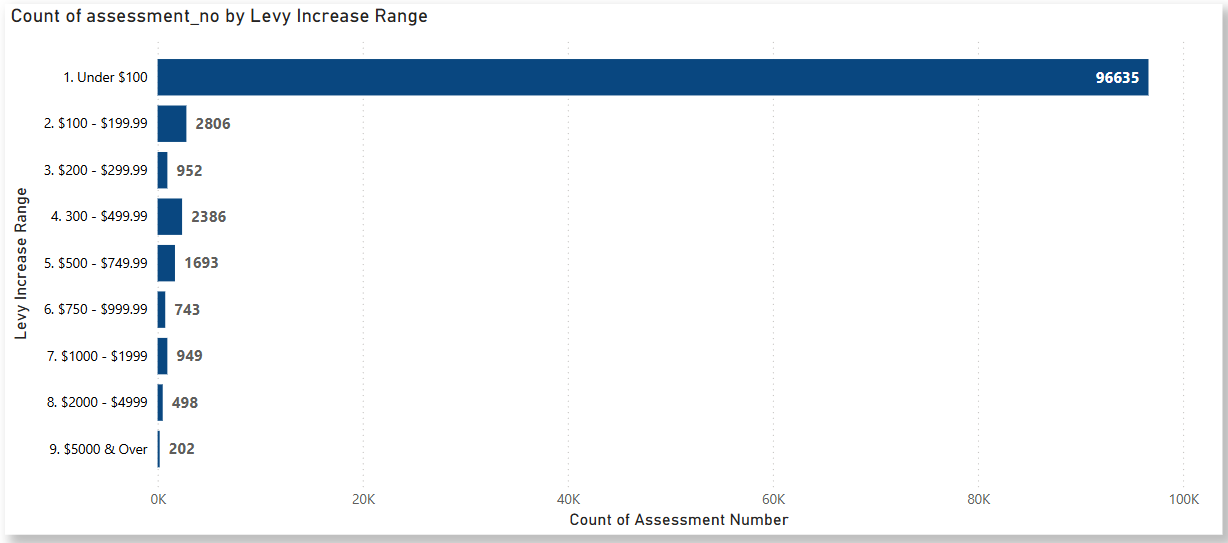 Count of assessment_no by Levy Increase Range
Levy Increase Range
1. Under $100
96635
2. $100 - $199.99
2806
3. $200 - $299.99
952
4. 300 - $499.99
2386
5. $500 - $749.99
1693
6. $750 - $999.99
743
7. $1000 - $1999
949
8. $2000 - $4999
498
9. $5000 & Over
202
0K
20K
40K
60K
80K
100K
Count of Assessment Number